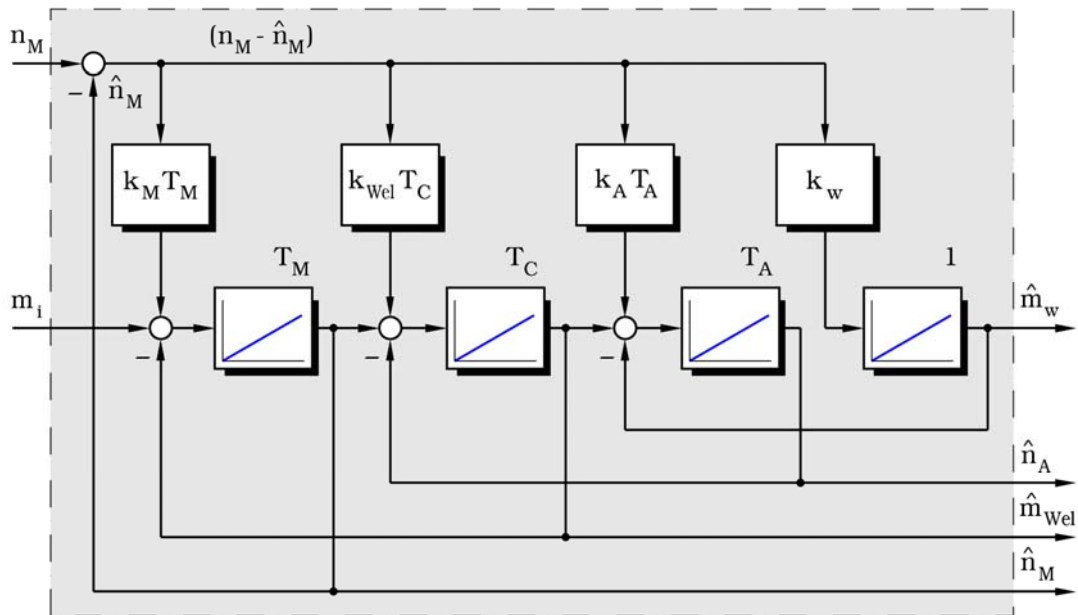 n_M
(n_M - n̂_M)
− n̂_M
k_M T_M
k_Wel T_C
k_A T_A
k_w
T_M
T_C
T_A
1
m_i
m̂_w
−
−
−
n̂_A
m̂_Wel
n̂_M